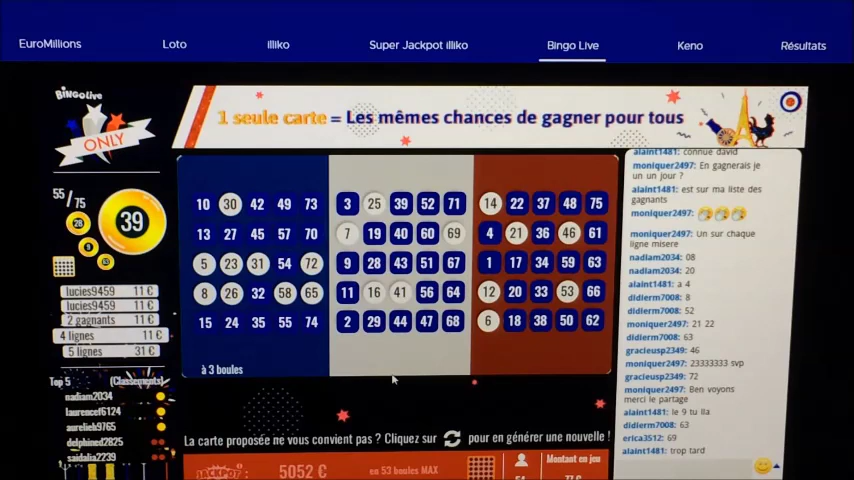 EuroMillions Loto illiko Super Jackpot illiko Bingo Live Keno Résultats
BiNGOLive
ONLY
1 seule carte = Les mêmes chances de gagner pour tous
55/75
39
28
9
lucies9459 11 €
lucies9459 11 €
2 gagnants 11 €
4 lignes 11 €
5 lignes 31 €
Top 5 (Classements)
nadiam2034
laurencef6124
aurelieh9765
delphined2825
saidalia2239
10 30 42 49 73
13 27 45 57 70
5 23 31 54 72
8 26 32 58 65
15 24 35 55 74
à 3 boules
3 25 39 52 71
7 19 40 60 69
9 28 43 51 67
11 16 41 56 64
2 29 44 47 68
14 22 37 48 75
4 21 36 46 61
1 17 34 59 63
12 20 33 53 66
6 18 38 50 62
La carte proposée ne vous convient pas ? Cliquez sur pour en générer une nouvelle !
JACKPOT 5052 € en 53 boules MAX
Montant en jeu
alaint1481: connue david
moniquer2497: En gagnerais je
un un jour ?
alaint1481: est sur ma liste des
gagnants
moniquer2497:
moniquer2497: Un sur chaque
ligne misere
nadiam2034: 08
nadiam2034: 20
alaint1481: a 4
didierm7008: 8
didierm7008: 52
moniquer2497: 21 22
didierm7008: 63
gracieusp2349: 46
moniquer2497: 23333333 svp
gracieusp2349: 72
moniquer2497: Ben voyons
merci le partage
alaint1481: le 9 tu lla
didierm7008: 63
erica3512: 69
alaint1481: trop tard